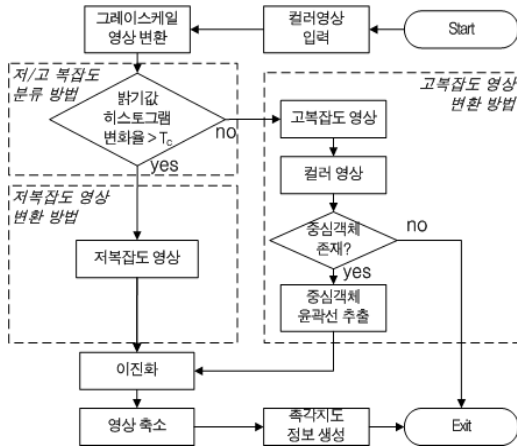 그레이스케일
영상 변환
컬러영상
입력
Start
저/고 복잡도
분류 방법
고복잡도 영상
변환 방법
밝기값
히스토그램
변화율 > Tc
no
yes
고복잡도 영상
컬러 영상
저복잡도 영상
변환 방법
저복잡도 영상
중심객체
존재?
no
yes
중심객체
윤곽선 추출
이진화
영상 축소
촉각지도
정보 생성
Exit